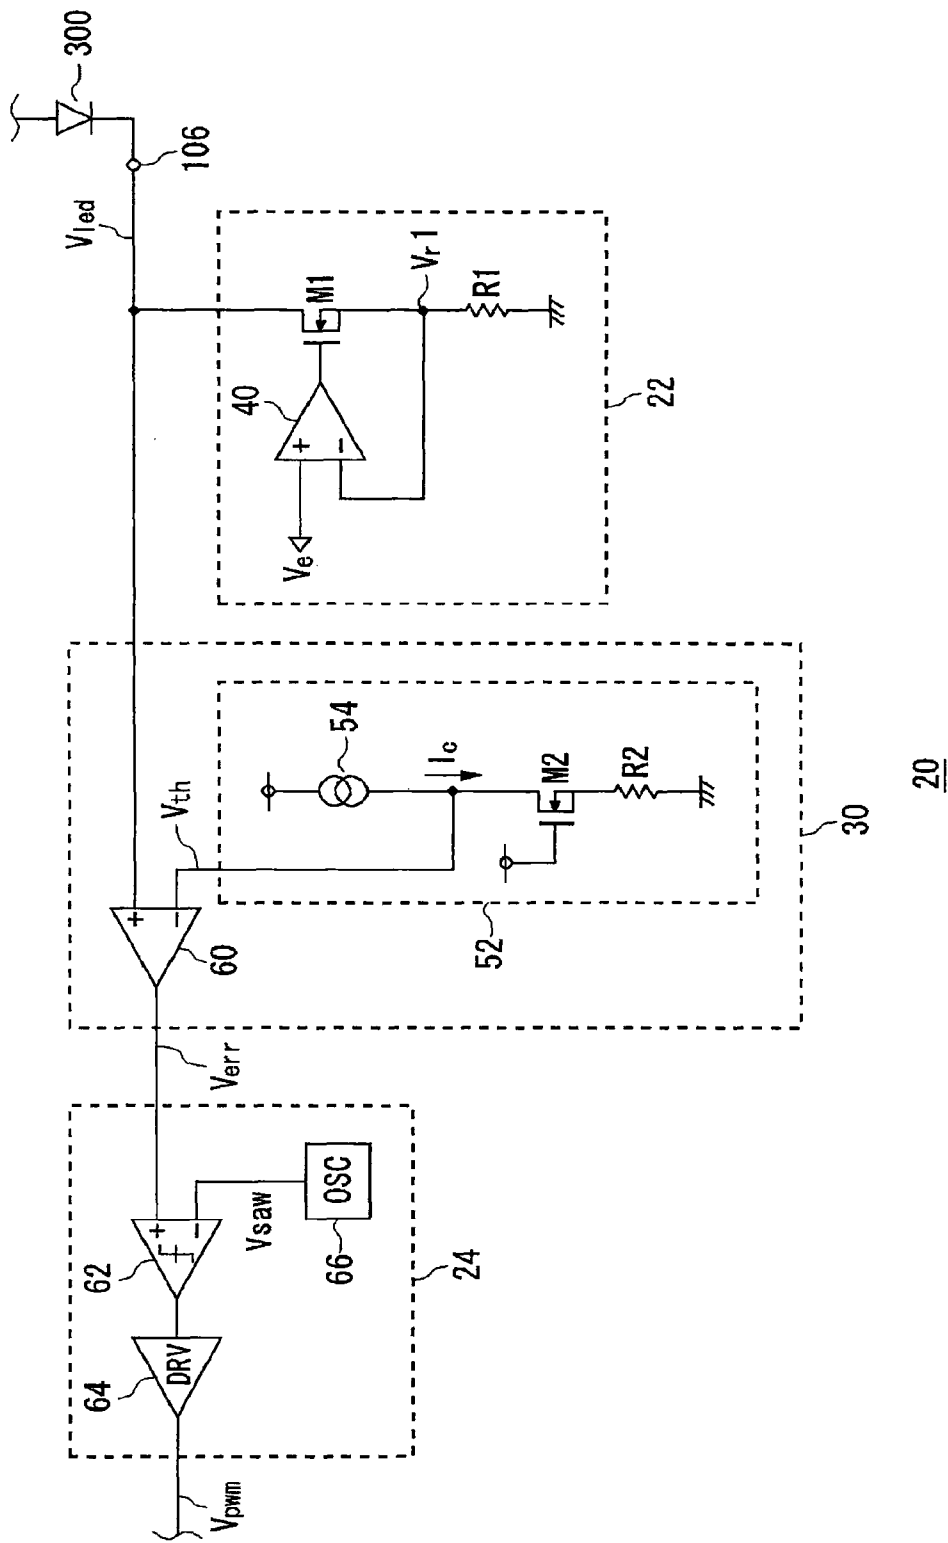 300
106
Vled
M1
Vr1
R1
40
+
−
Ve
22
54
Ic
M2
R2
Vth
52
30
+
−
60
Verr
20
+
−
62
Vsaw
OSC
66
24
DRV
64
Vpwm